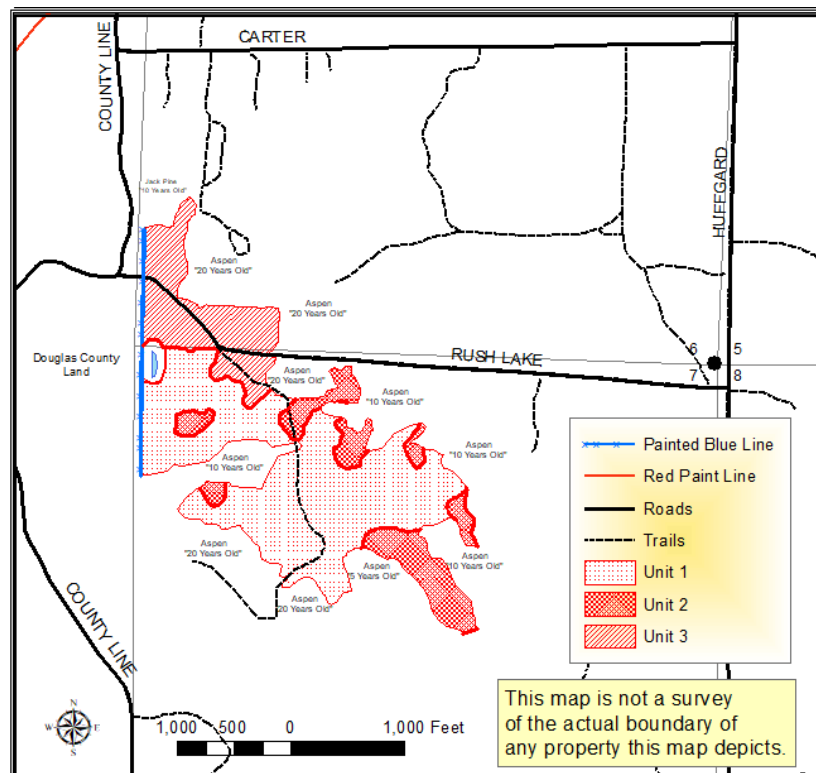 CARTER
COUNTY LINE
HUFFGARD
Jack Pine
"10 Years Old"
Aspen
"20 Years Old"
Aspen
"20 Years Old"
Douglas County
Land
RUSH LAKE
6 5
7 8
Aspen
"20 Years Old"
Aspen
"10 Years Old"
Aspen
"10 Years Old"
Aspen
"10 Years Old"
Aspen
"20 Years Old"
Aspen
"5 Years Old"
Aspen
"10 Years Old"
Aspen
"20 Years Old"
COUNTY LINE
Painted Blue Line
Red Paint Line
Roads
Trails
Unit 1
Unit 2
Unit 3
N
W E
S
1,000 500 0 1,000 Feet
This map is not a survey
of the actual boundary of
any property this map depicts.